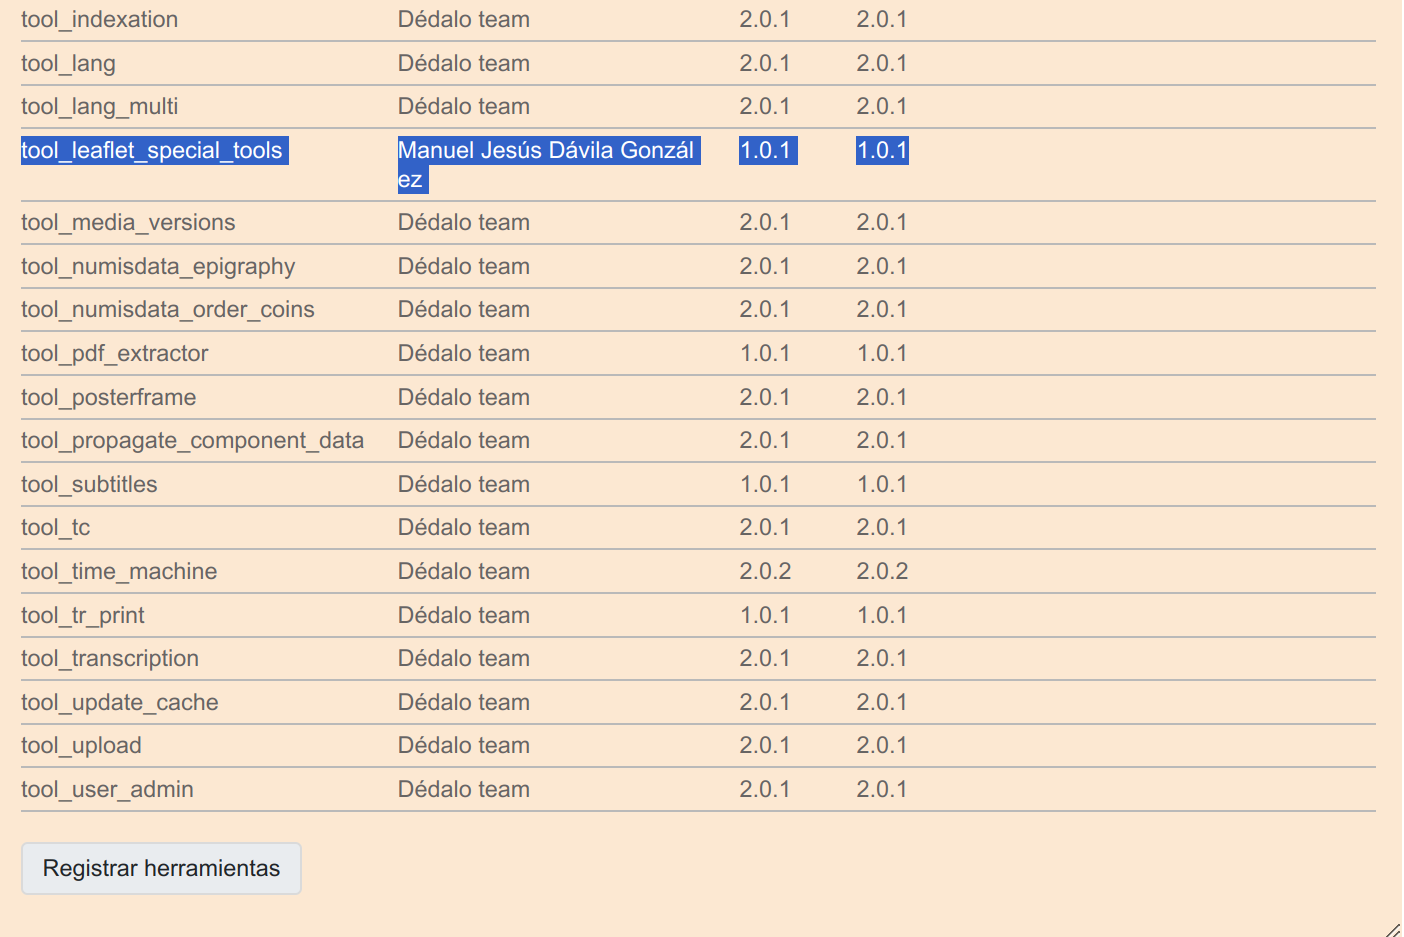 tool_indexation Dédalo team 2.0.1 2.0.1
tool_lang Dédalo team 2.0.1 2.0.1
tool_lang_multi Dédalo team 2.0.1 2.0.1
tool_leaflet_special_tools Manuel Jesús Dávila Gonzál 1.0.1 1.0.1
ez
tool_media_versions Dédalo team 2.0.1 2.0.1
tool_numisdata_epigraphy Dédalo team 2.0.1 2.0.1
tool_numisdata_order_coins Dédalo team 2.0.1 2.0.1
tool_pdf_extractor Dédalo team 1.0.1 1.0.1
tool_posterframe Dédalo team 2.0.1 2.0.1
tool_propagate_component_data Dédalo team 2.0.1 2.0.1
tool_subtitles Dédalo team 1.0.1 1.0.1
tool_tc Dédalo team 2.0.1 2.0.1
tool_time_machine Dédalo team 2.0.2 2.0.2
tool_tr_print Dédalo team 1.0.1 1.0.1
tool_transcription Dédalo team 2.0.1 2.0.1
tool_update_cache Dédalo team 2.0.1 2.0.1
tool_upload Dédalo team 2.0.1 2.0.1
tool_user_admin Dédalo team 2.0.1 2.0.1
Registrar herramientas